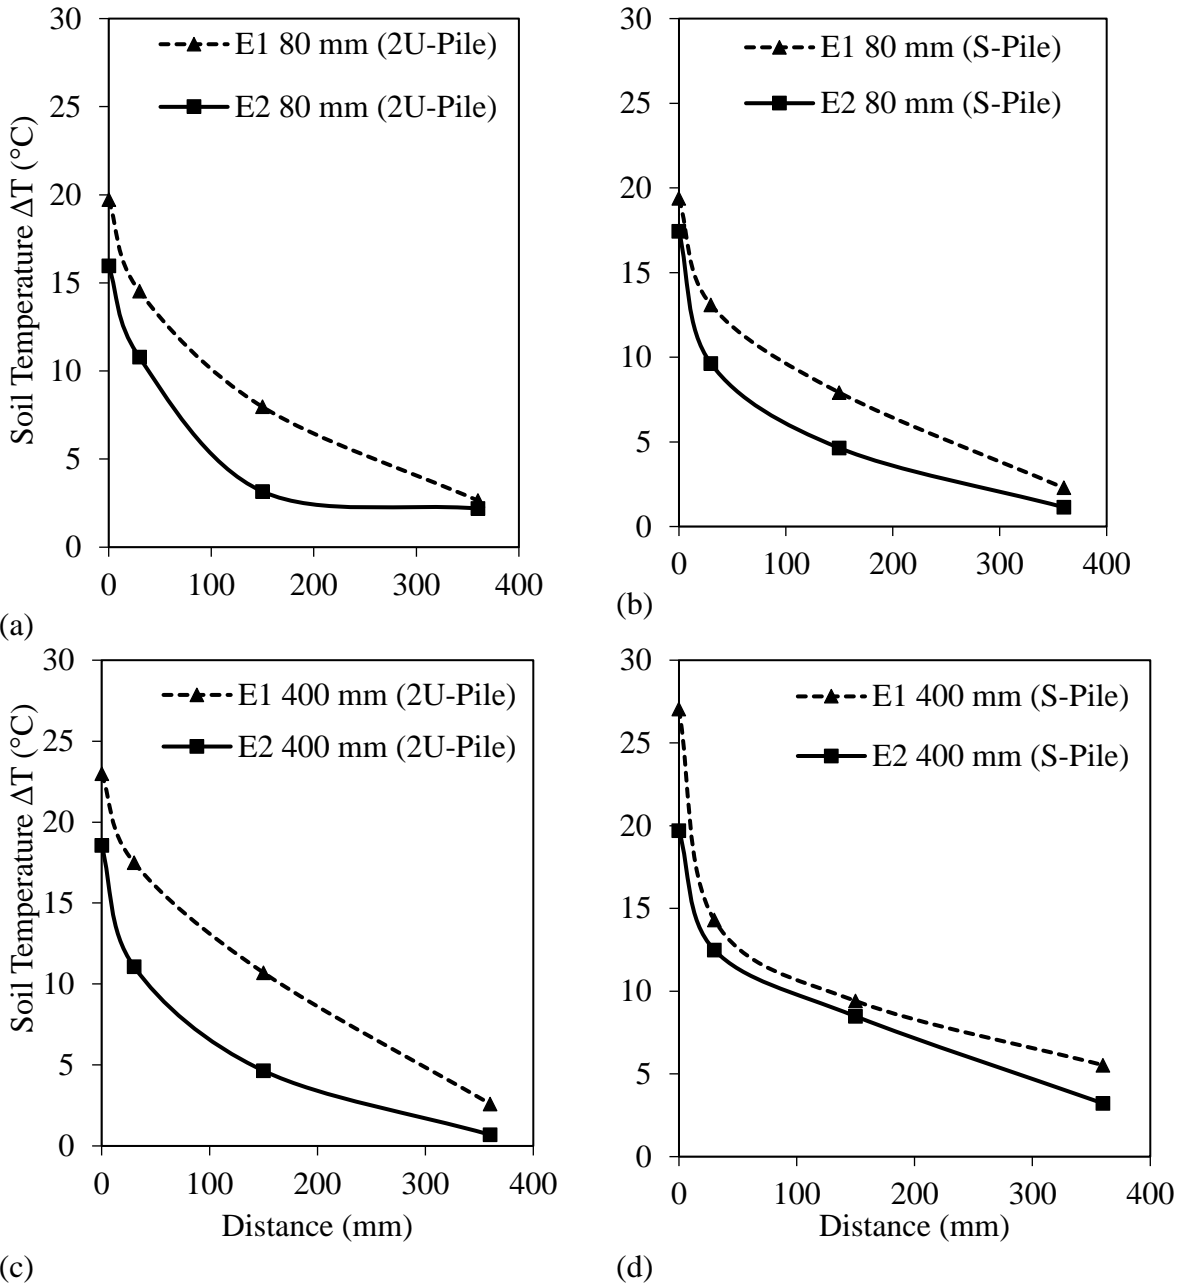 30
25
20
15
10
5
0
Soil Temperature ΔT (°C)
E1 80 mm (2U-Pile)
E2 80 mm (2U-Pile)
0 100 200 300 400
(a)
30
25
20
15
10
5
0
E1 80 mm (S-Pile)
E2 80 mm (S-Pile)
0 100 200 300 400
(b)
30
25
20
15
10
5
0
Soil Temperature ΔT (°C)
E1 400 mm (2U-Pile)
E2 400 mm (2U-Pile)
0 100 200 300 400
Distance (mm)
(c)
30
25
20
15
10
5
0
E1 400 mm (S-Pile)
E2 400 mm (S-Pile)
0 100 200 300 400
Distance (mm)
(d)